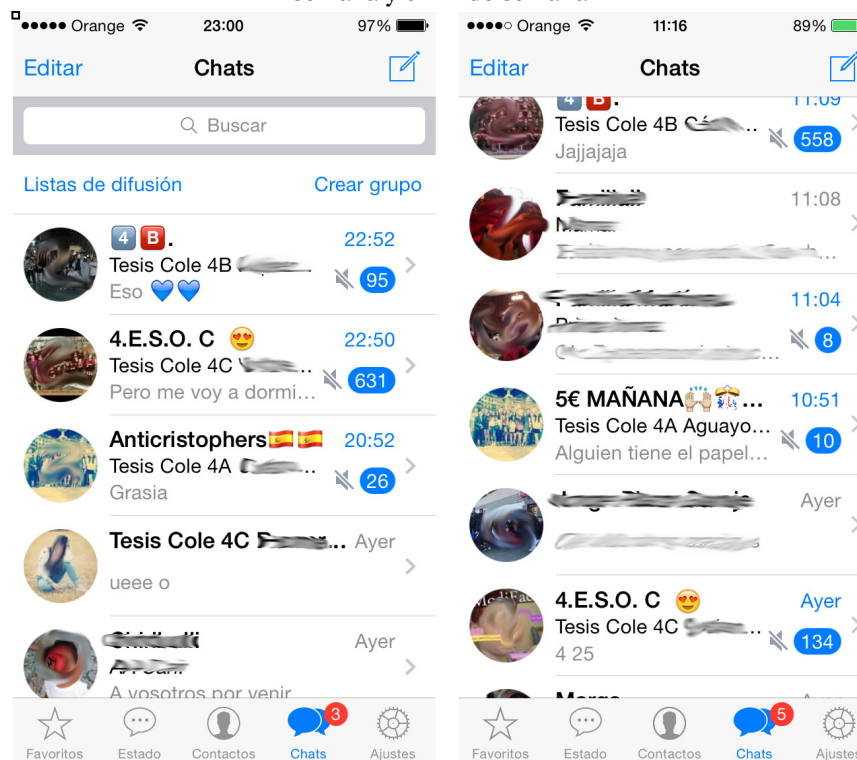 Orange 23:00 97%
Editar Chats
Buscar
Listas de difusión Crear grupo
4 B . 22:52
Tesis Cole 4B
Eso 💙💙 95
4.E.S.O. C 😍 22:50
Tesis Cole 4C ...
Pero me voy a dormi... 631
Anticristophers🇪🇸🇪🇸 20:52
Tesis Cole 4A ...
Grasia 26
Tesis Cole 4C ... Ayer
ueee o
Ayer
A vosotros por venir
3
Favoritos Estado Contactos Chats Ajustes
Orange 11:16 89%
Editar Chats
4 B . 11:09
Tesis Cole 4B ...
Jajjajaja 558
11:08
11:04
8
5€ MAÑANA🙌🎊... 10:51
Tesis Cole 4A Aguayo...
Alguien tiene el papel... 10
Ayer
4.E.S.O. C 😍 Ayer
Tesis Cole 4C ...
4 25 134
5
Favoritos Estado Contactos Chats Ajustes